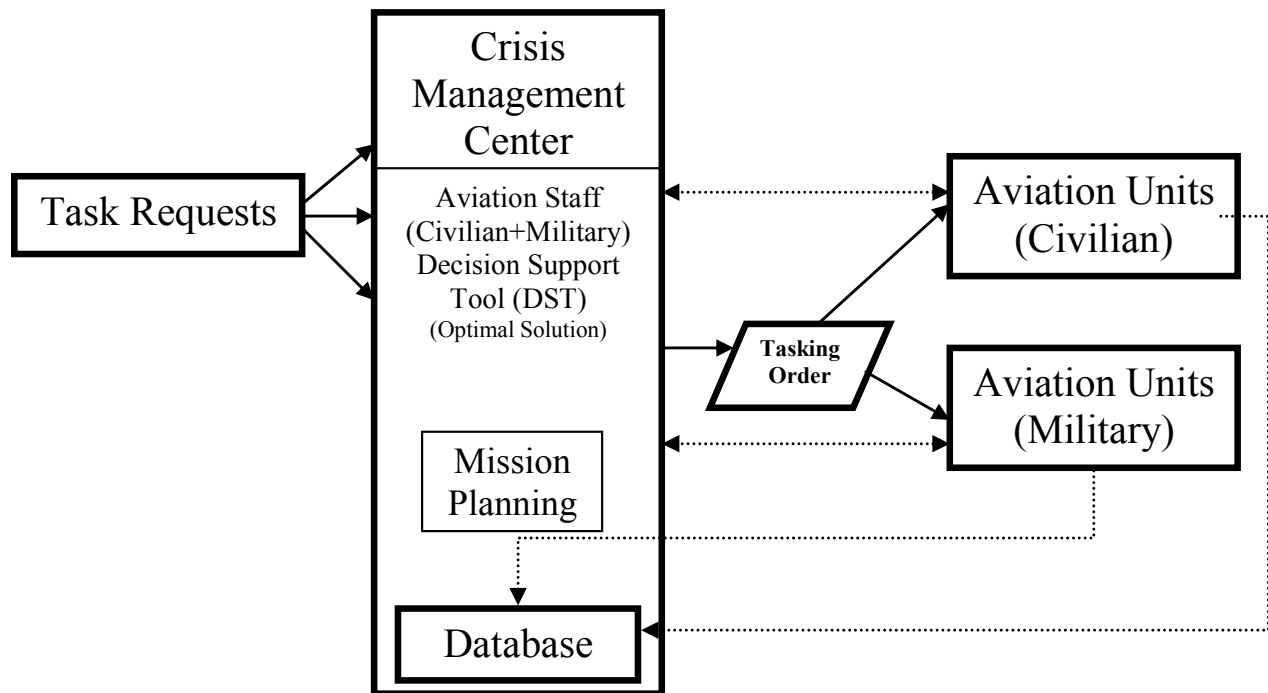 Crisis
Management
Center
Task Requests
Aviation Staff
(Civilian+Military)
Decision Support
Tool (DST)
(Optimal Solution)
Mission
Planning
Database
Tasking
Order
Aviation Units
(Civilian)
Aviation Units
(Military)